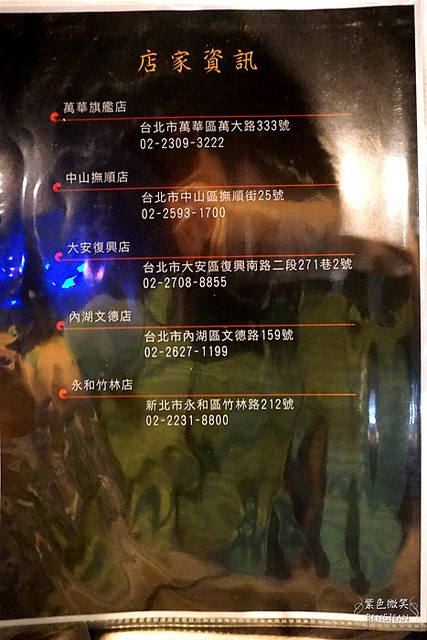 店家資訊
萬華旗艦店
台北市萬華區萬大路333號
02-2309-3222
中山撫順店
台北市中山區撫順街25號
02-2593-1700
大安復興店
台北市大安區復興南路二段271巷2號
02-2708-8855
內湖文德店
台北市內湖區文德路159號
02-2627-1199
永和竹林店
新北市永和區竹林路212號
02-2231-8800
紫色微笑
BEN&JEAN